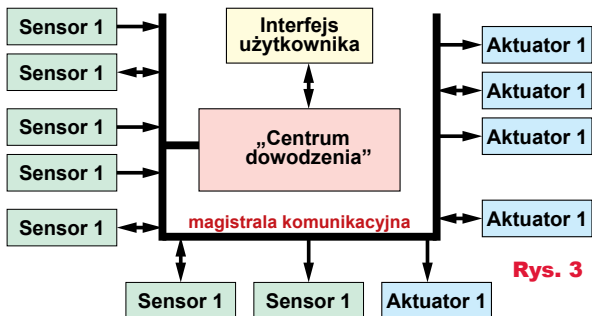 Sensor 1
Sensor 1
Sensor 1
Sensor 1
Sensor 1
Interfejs
użytkownika
„Centrum
dowodzenia”
magistrala komunikacyjna
Aktuator 1
Aktuator 1
Aktuator 1
Aktuator 1
Rys. 3
Sensor 1
Sensor 1
Aktuator 1